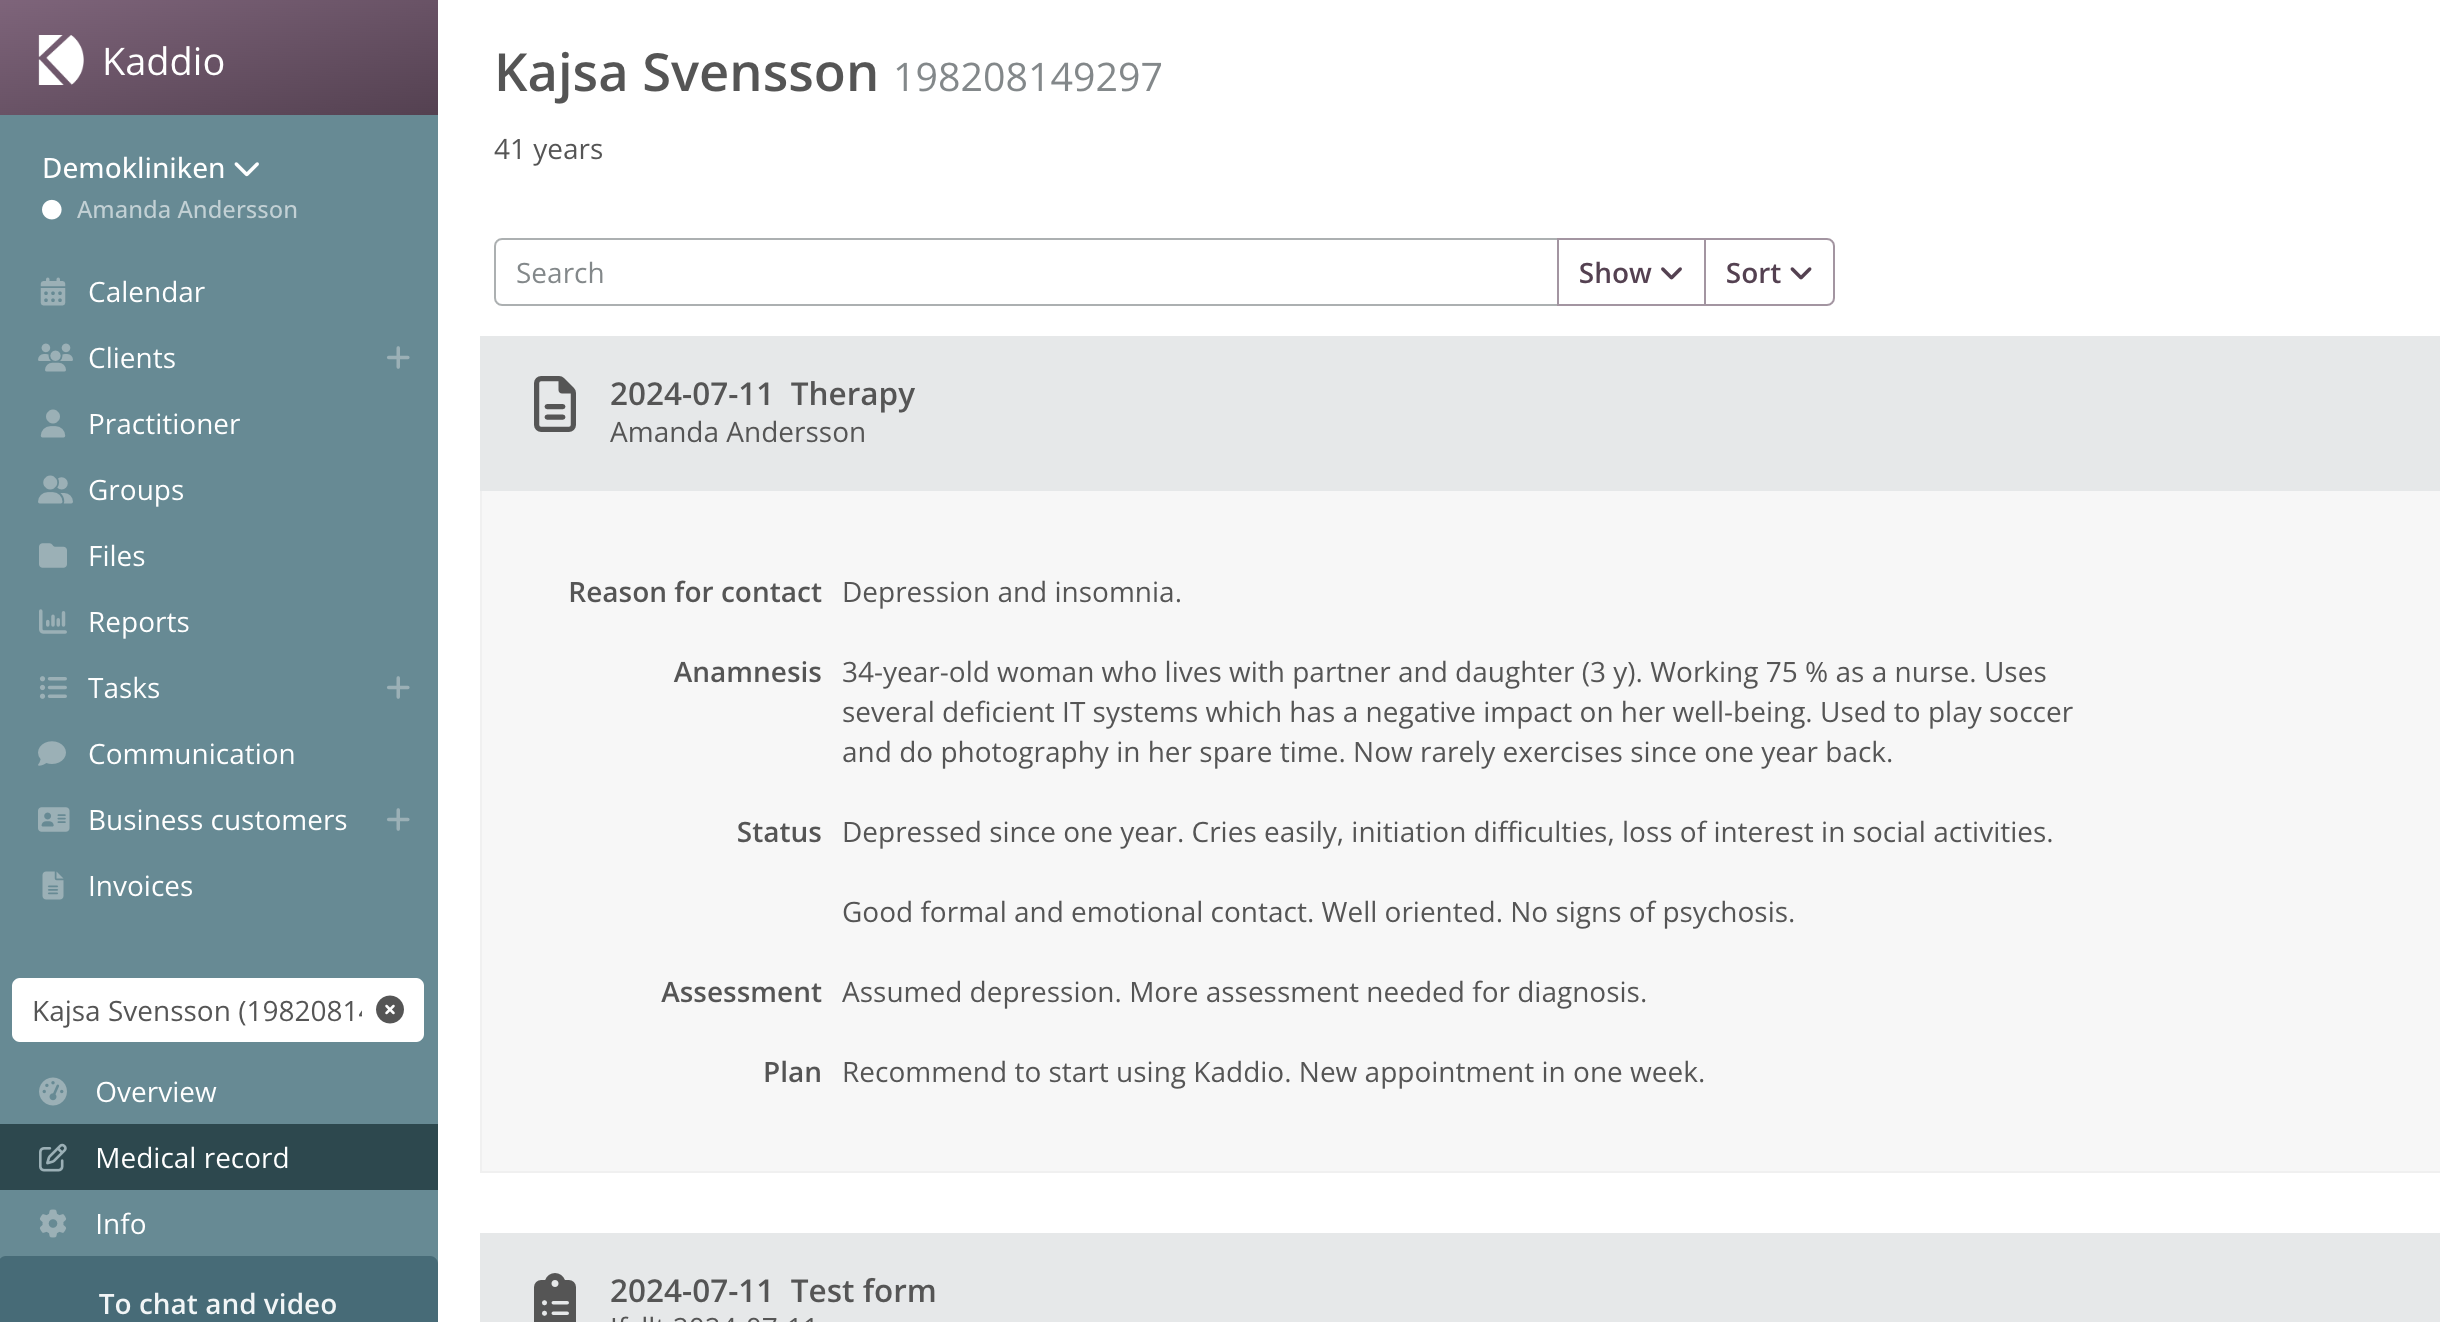 Kaddio
Demokliniken
Amanda Andersson
Calendar
Clients
Practitioner
Groups
Files
Reports
Tasks
Communication
Business customers
Invoices
Kajsa Svensson (1982081
Overview
Medical record
Info
To chat and video
Kajsa Svensson 198208149297
41 years
Search
Show
Sort
2024-07-11 Therapy
Amanda Andersson
Reason for contact Depression and insomnia.
Anamnesis 34-year-old woman who lives with partner and daughter (3 y). Working 75 % as a nurse. Uses
several deficient IT systems which has a negative impact on her well-being. Used to play soccer
and do photography in her spare time. Now rarely exercises since one year back.
Status Depressed since one year. Cries easily, initiation difficulties, loss of interest in social activities.
Good formal and emotional contact. Well oriented. No signs of psychosis.
Assessment Assumed depression. More assessment needed for diagnosis.
Plan Recommend to start using Kaddio. New appointment in one week.
2024-07-11 Test form